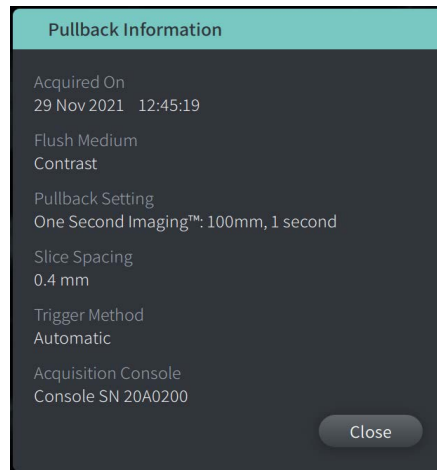 Pullback Information
Acquired On
29 Nov 2021 12:45:19
Flush Medium
Contrast
Pullback Setting
One Second Imaging™: 100mm, 1 second
Slice Spacing
0.4 mm
Trigger Method
Automatic
Acquisition Console
Console SN 20A0200
Close